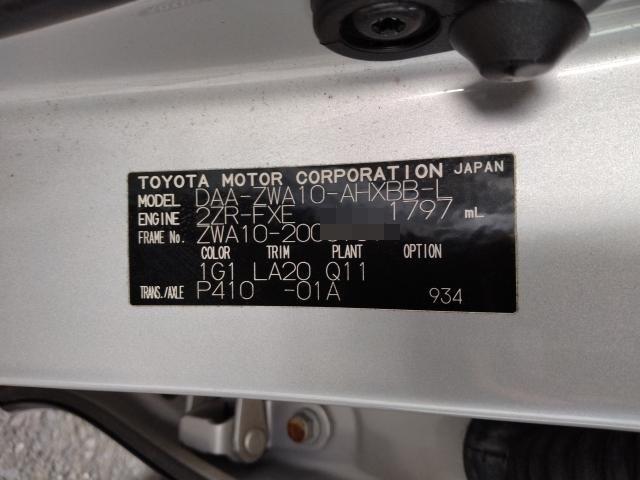 TOYOTA MOTOR CORPORATION JAPAN
MODEL DAA-ZWA10-AHXBB-L
ENGINE 2ZR-FXE 1797 mL
FRAME No. ZWA10-200
COLOR TRIM PLANT OPTION
1G1 LA20 Q11
TRANS./AXLE P410 -01A 934